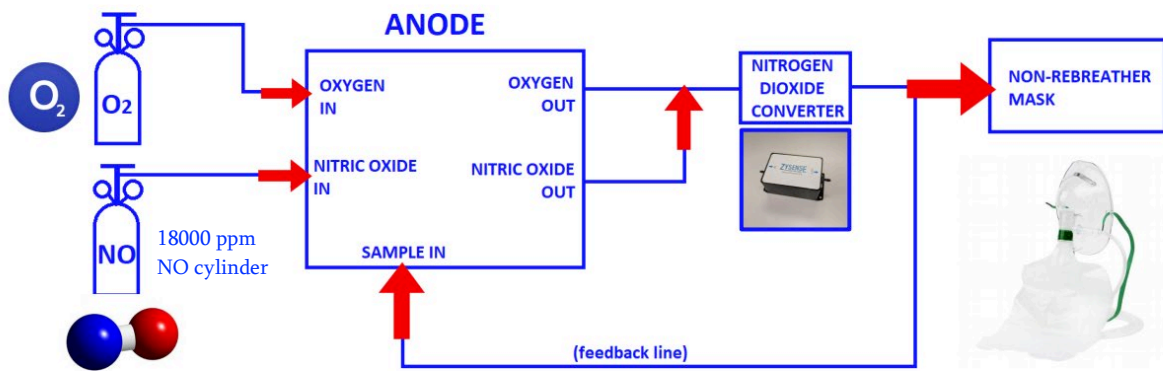 ANODE
O2
O2
OXYGEN
IN
OXYGEN
OUT
NITROGEN
DIOXIDE
CONVERTER
NON-REBREATHER
MASK
ZYSENSE
NITRIC OXIDE
IN
NITRIC OXIDE
OUT
NO
18000 ppm
NO cylinder
SAMPLE IN
(feedback line)